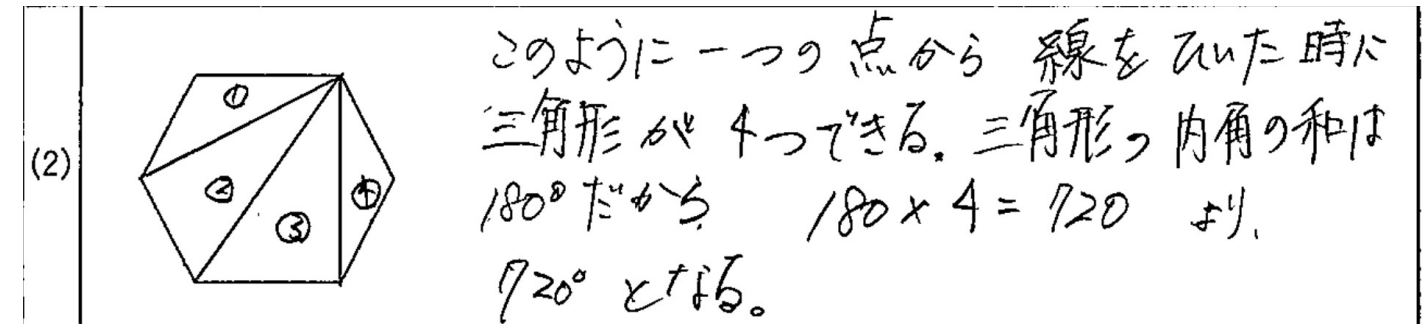 (2)
① ② ③ ④
このように一つの点から 線をひいた時に
三角形が4つできる。三角形の内角の和は
180°だから 180×4=720 より、
720°となる。